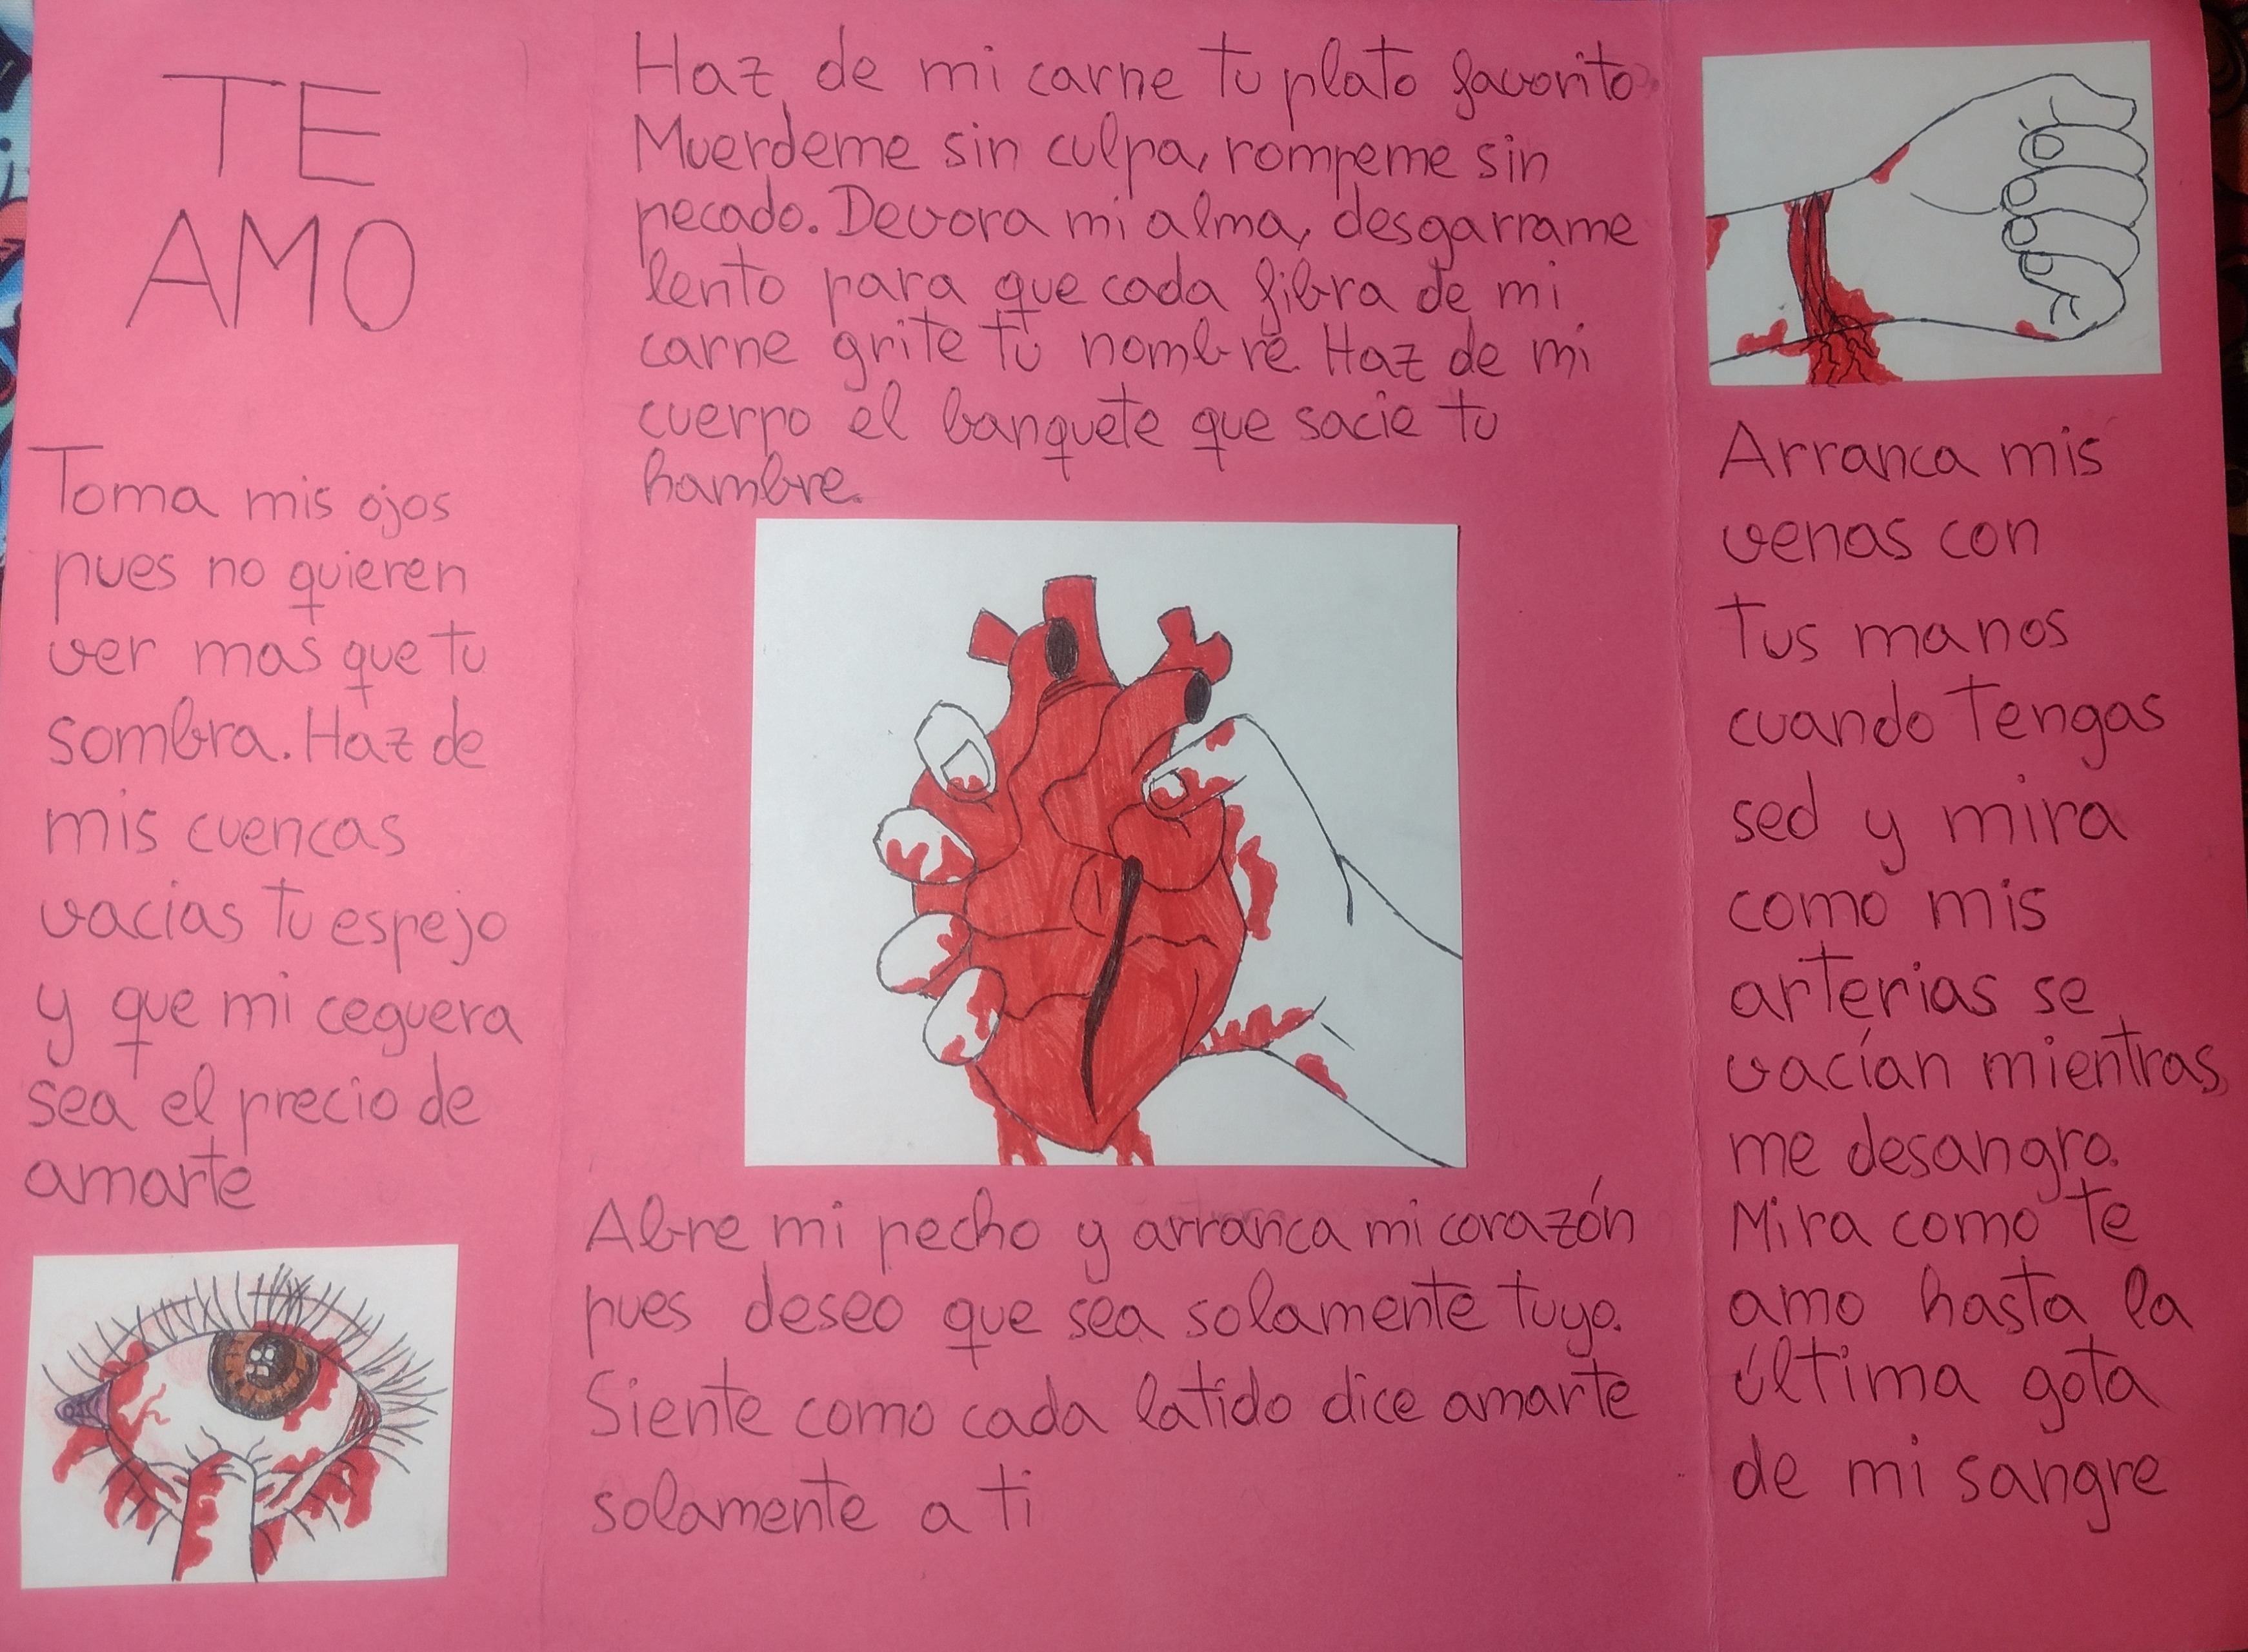 TE
AMO
Toma mis ojos
pues no quieren
ver mas que tu
sombra. Haz de
mis cuencas
vacias tu espejo
y que mi ceguera
sea el precio de
amarte
Haz de mi carne tu plato favorito.
Muerdeme sin culpa, rompeme sin
pecado. Devora mi alma, desgarrame
lento para que cada fibra de mi
carne grite tu nombre. Haz de mi
cuerpo el banquete que sacie tu
hambre.
Abre mi pecho y arranca mi corazón
pues deseo que sea solamente tuyo.
Siente como cada latido dice amarte
solamente a ti
Arranca mis
venas con
tus manos
cuando tengas
sed y mira
como mis
arterias se
vacían mientras
me desangro.
Mira como te
amo hasta la
última gota
de mi sangre